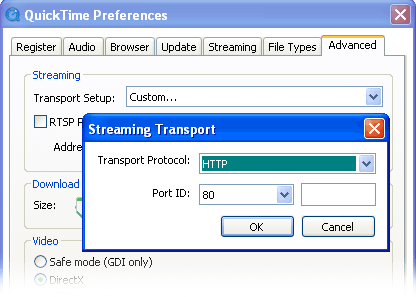 QuickTime Preferences
Register Audio Browser Update Streaming File Types Advanced
Streaming
Transport Setup: Custom...
RTSP P
Addre
Streaming Transport
Transport Protocol: HTTP
Port ID: 80
OK Cancel
Download
Size:
Video
Safe mode (GDI only)
DirectX